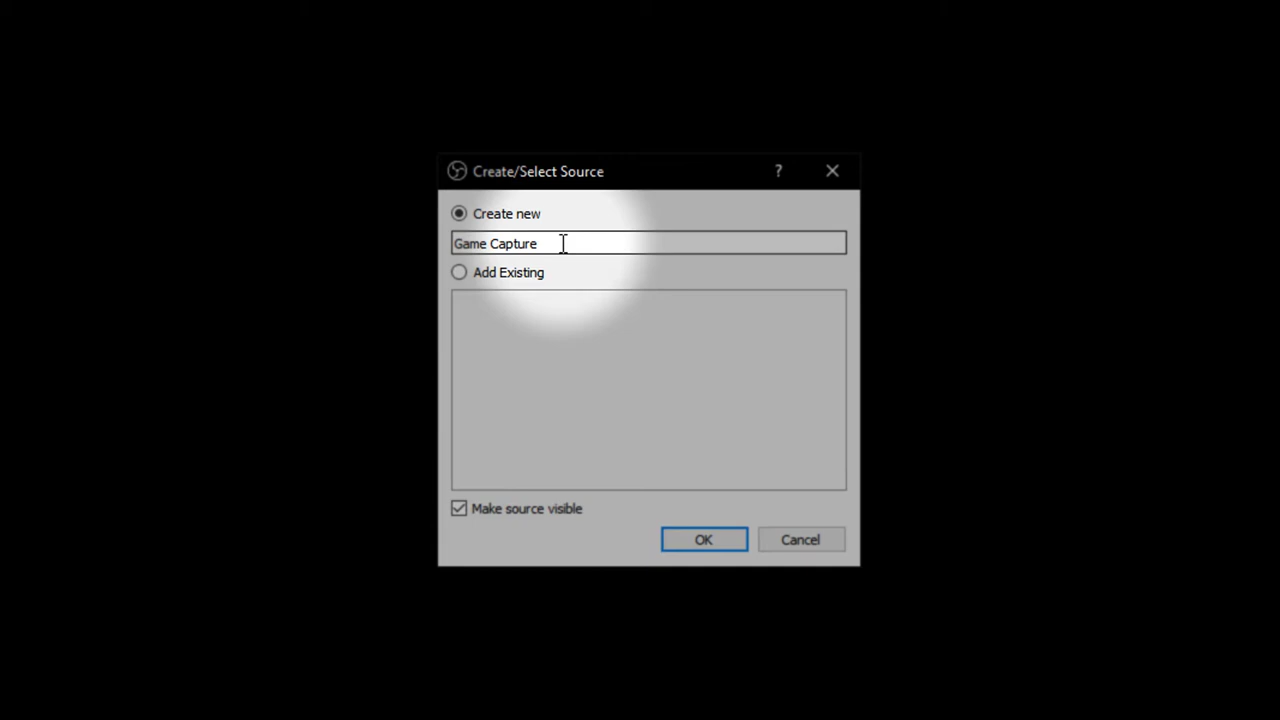 Create/Select Source
?
Create new
Game Capture
Add Existing
Make source visible
OK
Cancel